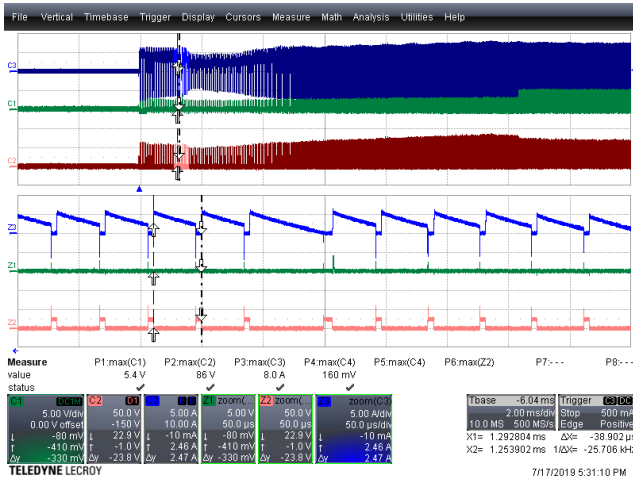 File Vertical Timebase Trigger Display Cursors Measure Math Analysis Utilities Help
C3
C1
C2
Z3
Z1
Z2
Measure P1:max(C1) P2:max(C2) P3:max(C3) P4:max(C4) P5:max(C4) P6:max(Z2) P7:- - - P8:- - -
value 5.4 V 86 V 8.0 A 160 mV
status
C1 DC1M
5.00 V/div
0.00 V offset
-80 mV
-410 mV
Δy -330 mV
C2 D1
50.0 V
-150 V
22.9 V
-1.0 V
Δy -23.8 V
5.00 A
10.00 A
-10 mA
2.46 A
Δy 2.47 A
Z1 zoom(...
5.00 V
50.0 µs
-80 mV
-410 mV
Δy -330 mV
Z2 zoom(...
50.0 V
50.0 µs
22.9 V
-1.0 V
Δy -23.8 V
zoom(C3)
5.00 A/div
50.0 µs/div
-10 mA
2.46 A
Δy 2.47 A
Tbase -6.04 ms
2.00 ms/div
10.0 MS 500 MS/s
Trigger C3 DC
Stop 500 mA
Edge Positive
X1= 1.292804 ms ΔX= -38.902 µs
X2= 1.253902 ms 1/ΔX= -25.706 kHz
TELEDYNE LECROY
7/17/2019 5:31:10 PM